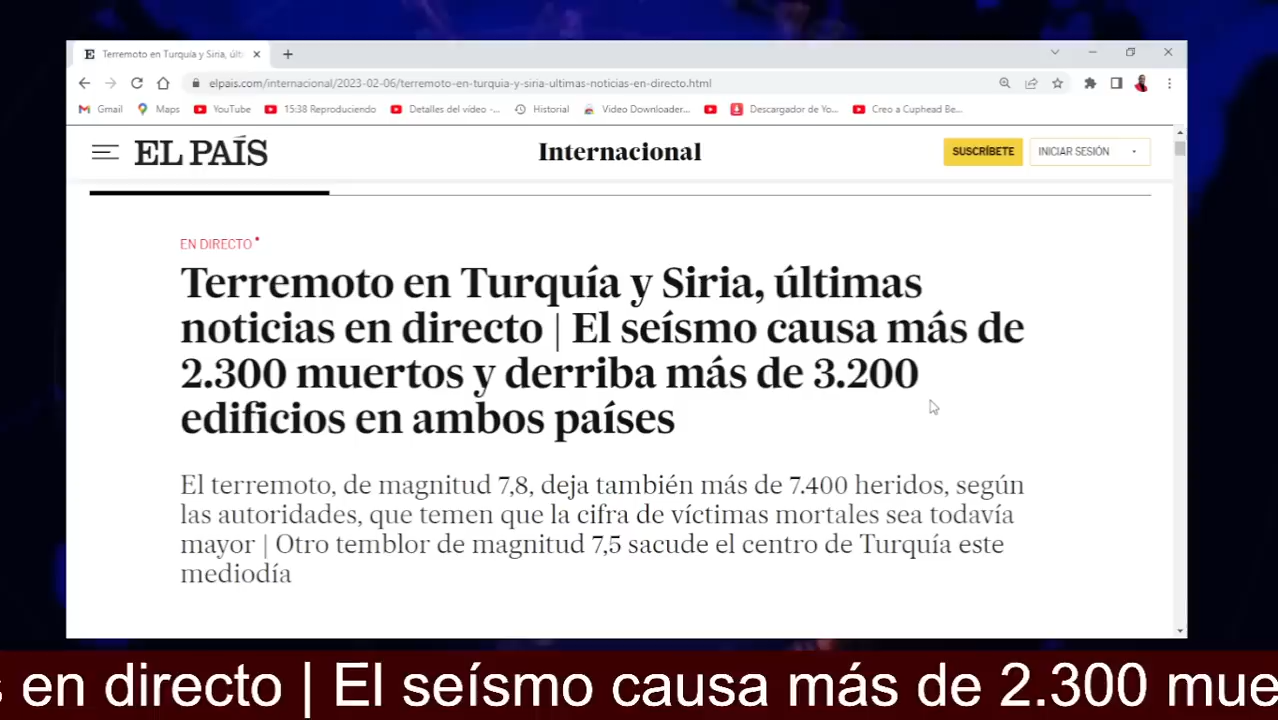 Terremoto en Turquía y Siria, últi
elpais.com/internacional/2023-02-06/terremoto-en-turquia-y-siria-ultimas-noticias-en-directo.html
Gmail Maps YouTube 15:38 Reproduciendo Detalles del vídeo -... Historial Video Downloader... Descargador de Yo... Creo a Cuphead Be...
EL PAÍS Internacional SUSCRÍBETE INICIAR SESIÓN
EN DIRECTO
Terremoto en Turquía y Siria, últimas
noticias en directo | El seísmo causa más de
2.300 muertos y derriba más de 3.200
edificios en ambos países
El terremoto, de magnitud 7,8, deja también más de 7.400 heridos, según
las autoridades, que temen que la cifra de víctimas mortales sea todavía
mayor | Otro temblor de magnitud 7,5 sacude el centro de Turquía este
mediodía
s en directo | El seísmo causa más de 2.300 mue